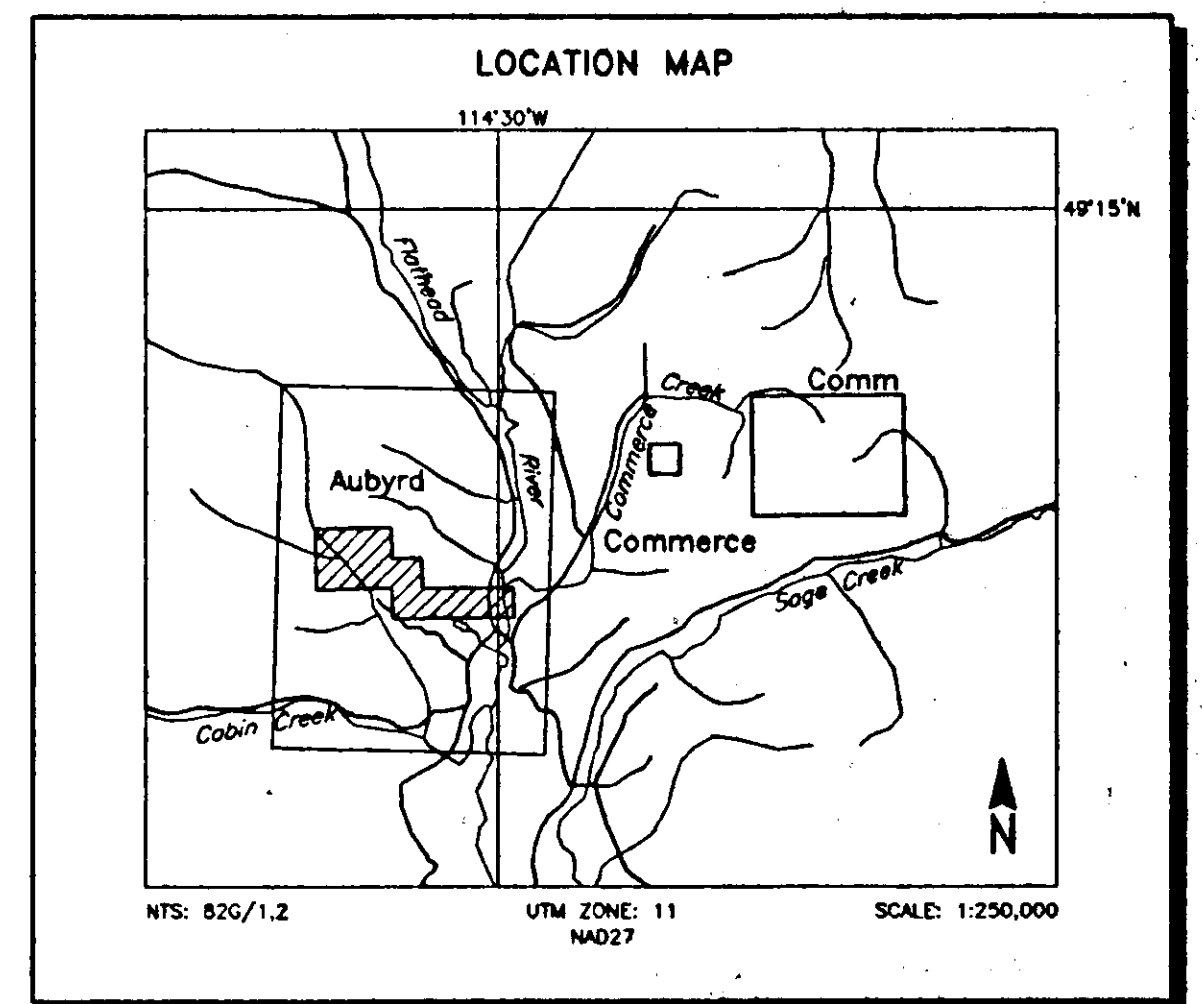 LOCATION MAP
114°30'W
49°15'N
Flathead
River
Creek
Commerce
Comm
Aubyrd
Commerce
Sage Creek
Cabin Creek
N
NTS: 82G/1,2
UTM ZONE: 11
SCALE: 1:250,000
NAD27